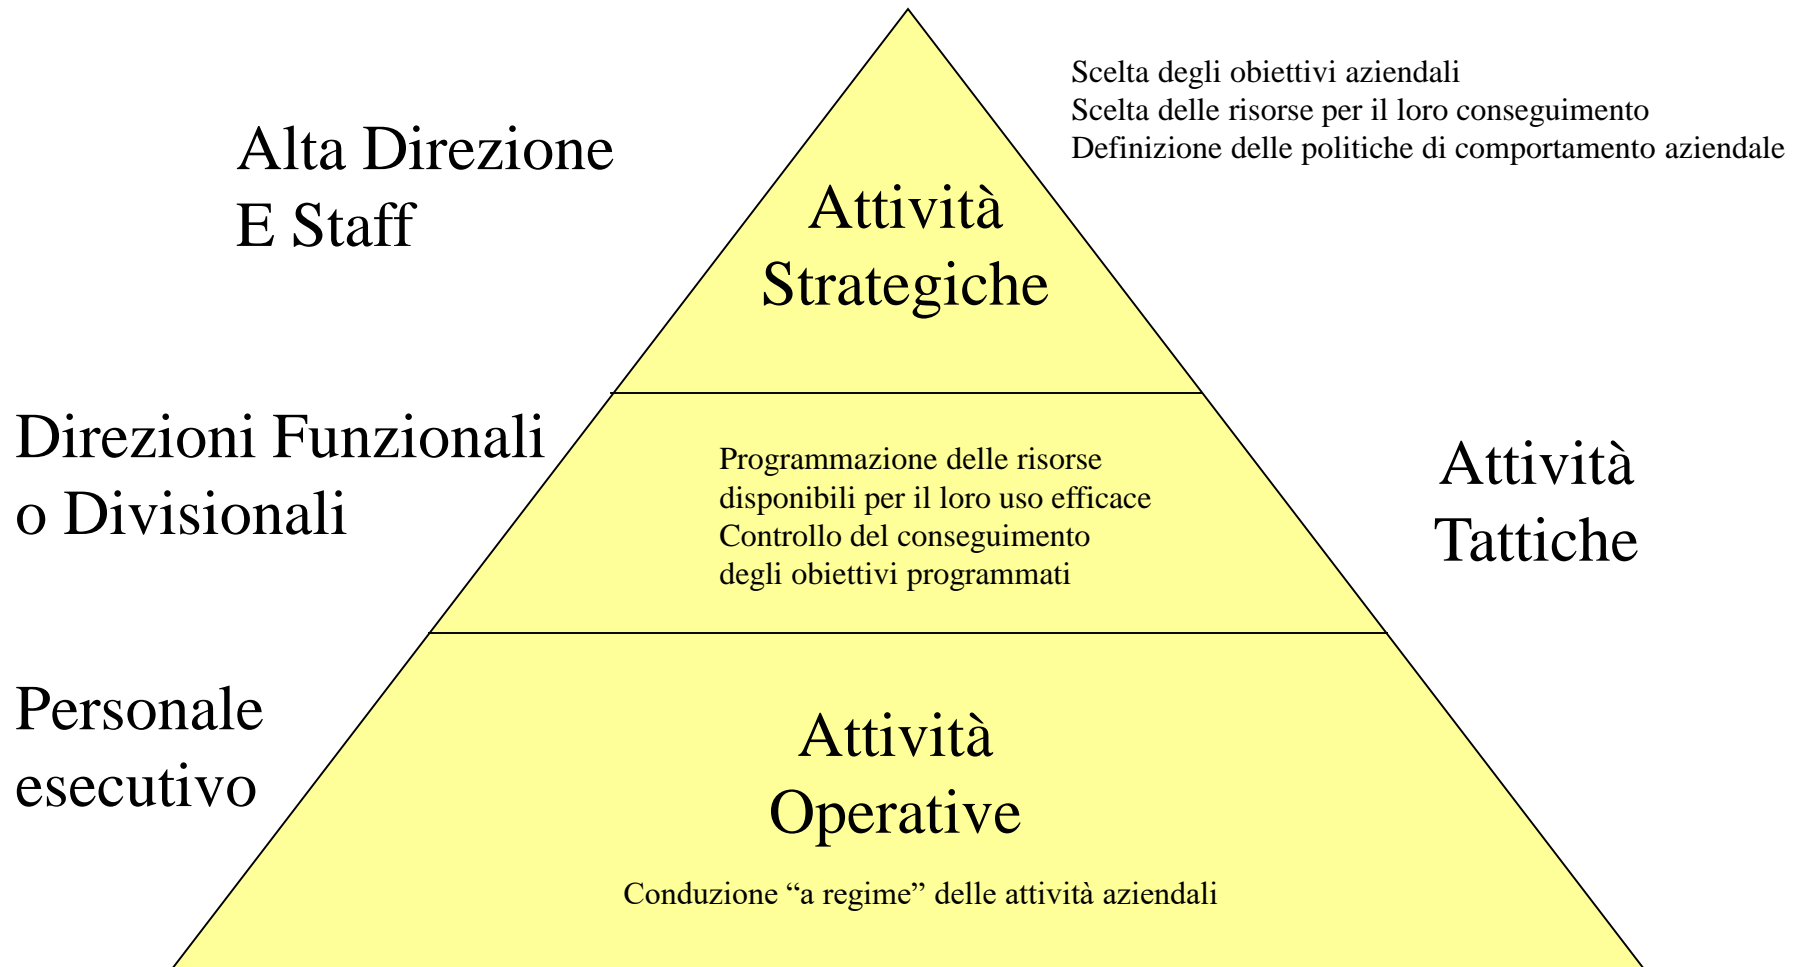 Alta Direzione
E Staff
Attività
Strategiche
Scelta degli obiettivi aziendali
Scelta delle risorse per il loro conseguimento
Definizione delle politiche di comportamento aziendale
Direzioni Funzionali
o Divisionali
Programmazione delle risorse
disponibili per il loro uso efficace
Controllo del conseguimento
degli obiettivi programmati
Attività
Tattiche
Personale
esecutivo
Attività
Operative
Conduzione “a regime” delle attività aziendali